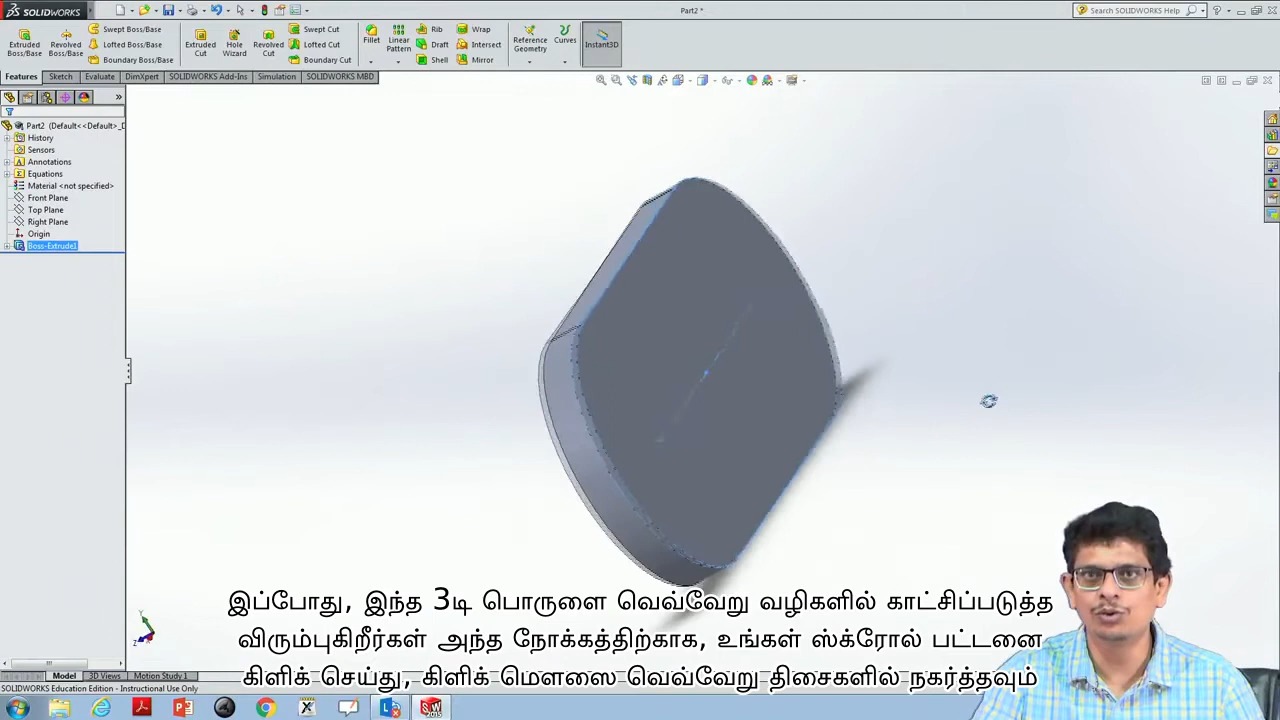 SOLIDWORKS
Part2 *
Search SOLIDWORKS Help
Extruded Boss/Base
Revolved Boss/Base
Swept Boss/Base
Lofted Boss/Base
Boundary Boss/Base
Extruded Cut
Hole Wizard
Revolved Cut
Swept Cut
Lofted Cut
Boundary Cut
Fillet
Linear Pattern
Rib
Draft
Shell
Wrap
Intersect
Mirror
Reference Geometry
Curves
Instant3D
Features
Sketch
Evaluate
DimXpert
SOLIDWORKS Add-Ins
Simulation
SOLIDWORKS MBD
Part2 (Default<<Default>_D
History
Sensors
Annotations
Equations
Material <not specified>
Front Plane
Top Plane
Right Plane
Origin
Boss-Extrude1
இப்போது, இந்த 3டி பொருளை வெவ்வேறு வழிகளில் காட்சிப்படுத்த
விரும்புகிறீர்கள் அந்த நோக்கத்திற்காக, உங்கள் ஸ்க்ரோல் பட்டனை
கிளிக் செய்து, கிளிக் மௌஸை வெவ்வேறு திசைகளில் நகர்த்தவும்
Model
3D Views
Motion Study 1
SOLIDWORKS Education Edition - Instructional Use Only